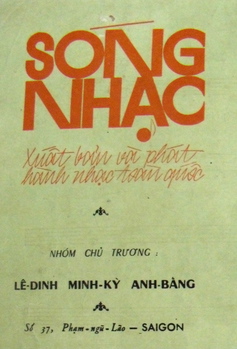 SÓNG
NHẠC
Xuất bản và phát
hành nhạc toàn quốc
NHÓM CHỦ TRƯƠNG :
LÊ-DINH MINH-KỲ ANH-BẰNG
Số 37, Phạm-ngũ-Lão — SAIGON